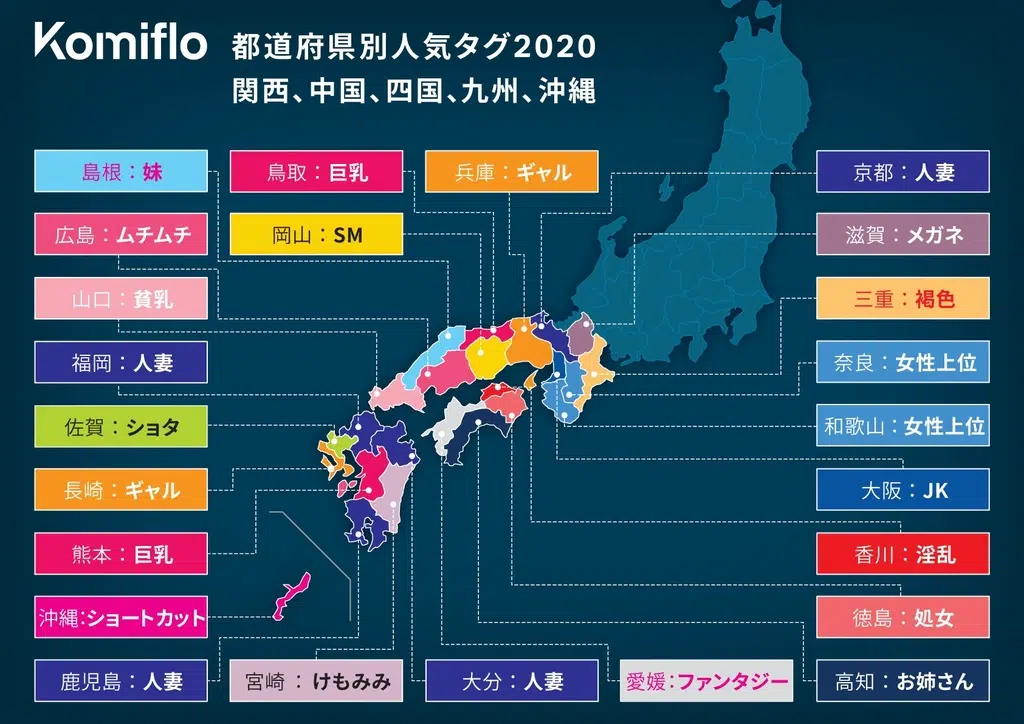 Komiflo
都道府県別人気タグ2020
関西、中国、四国、九州、沖縄
島根：妹
鳥取：巨乳
兵庫：ギャル
京都：人妻
広島：ムチムチ
岡山：SM
滋賀：メガネ
山口：貧乳
三重：褐色
福岡：人妻
奈良：女性上位
佐賀：ショタ
和歌山：女性上位
長崎：ギャル
大阪：JK
熊本：巨乳
香川：淫乱
沖縄：ショートカット
徳島：処女
鹿児島：人妻
宮崎：けもみみ
大分：人妻
愛媛：ファンタジー
高知：お姉さん